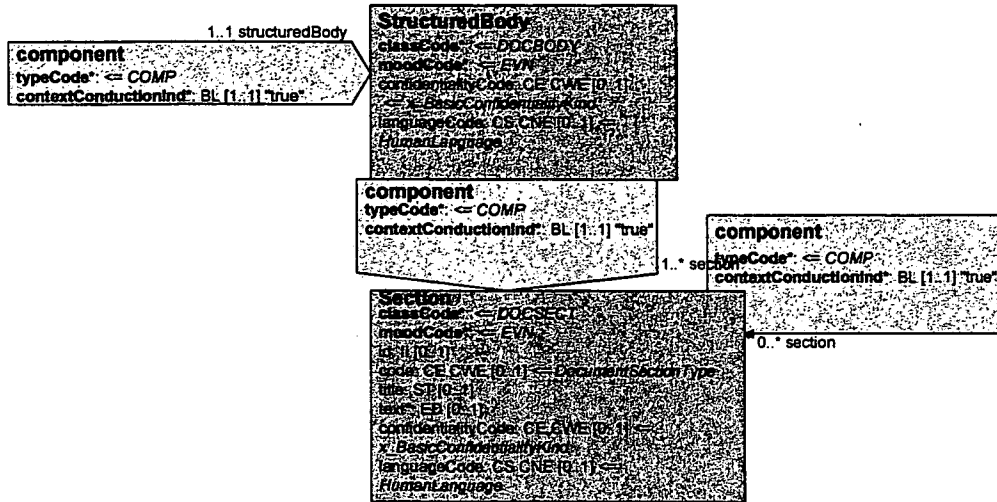 1..1 structuredBody
component
typeCode*: <= COMP
contextConductionInd*: BL [1..1] "true"
StructuredBody
classCode*: <= DOCBODY
moodCode*: <= EVN
confidentialityCode: CE CWE [0..1]
<= x_BasicConfidentialityKind
languageCode: CS CNE [0..1] <=
HumanLanguage
component
typeCode*: <= COMP
contextConductionInd*: BL [1..1] "true"
1..* section
component
typeCode*: <= COMP
contextConductionInd*: BL [1..1] "true"
0..* section
Section
classCode*: <= DOCSECT
moodCode*: <= EVN
id: II [0..1]
code: CE CWE [0..1] <= DocumentSectionType
title: ST [0..1]
text*: ED [0..1]
confidentialityCode: CE CWE [0..1] <=
x_BasicConfidentialityKind
languageCode: CS CNE [0..1] <=
HumanLanguage